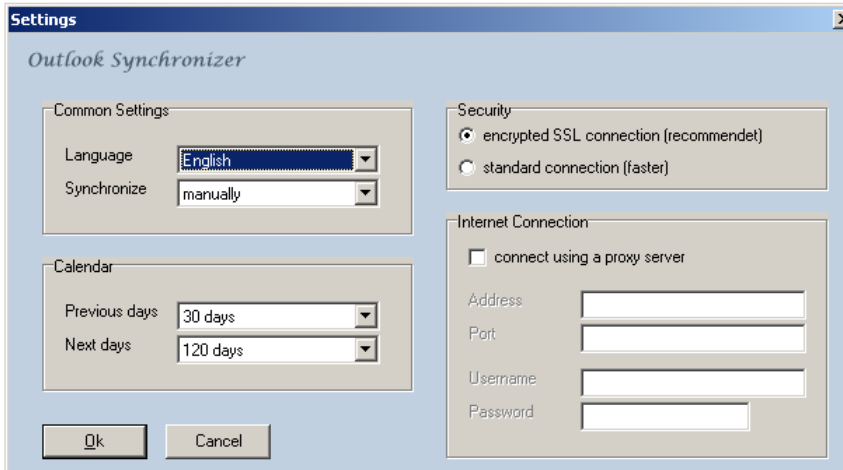 Settings
Outlook Synchronizer
Common Settings
Language English
Synchronize manually
Calendar
Previous days 30 days
Next days 120 days
Ok Cancel
Security
encrypted SSL connection (recommendet)
standard connection (faster)
Internet Connection
connect using a proxy server
Address
Port
Username
Password